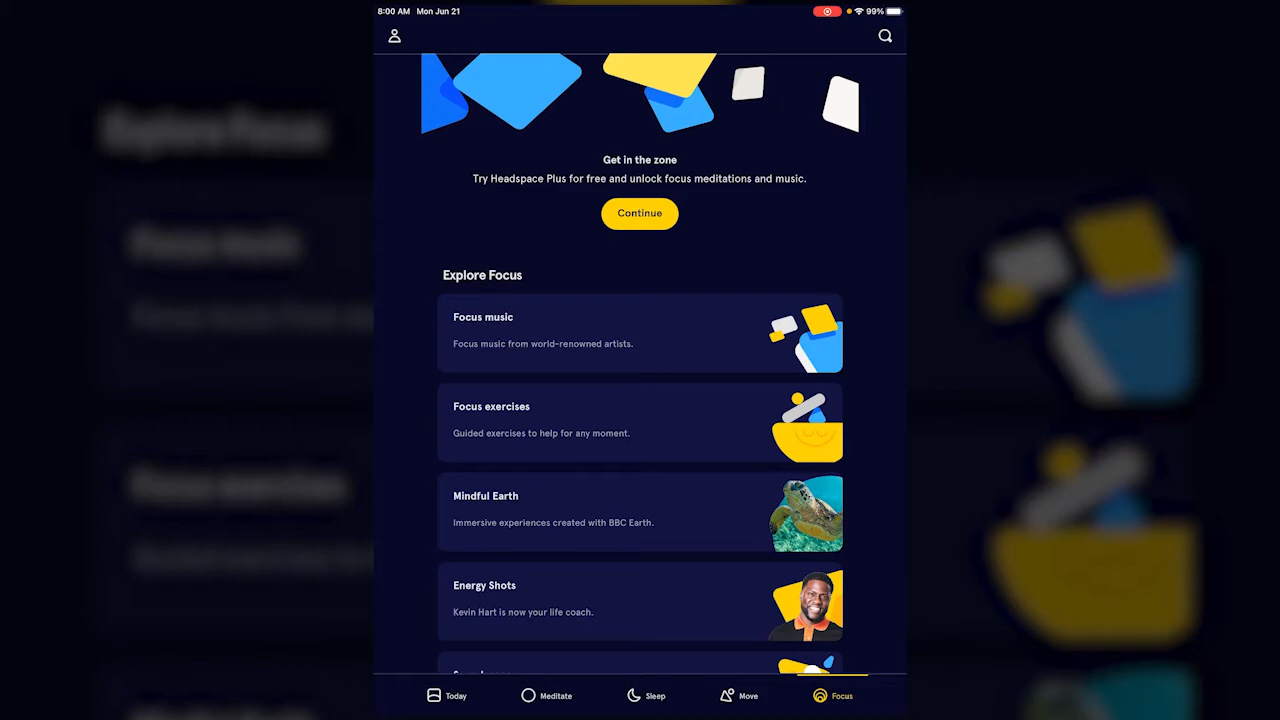 8:00 AM Mon Jun 21
99%
Get in the zone
Try Headspace Plus for free and unlock focus meditations and music.
Continue
Explore Focus
Focus music
Focus music from world-renowned artists.
Focus exercises
Guided exercises to help for any moment.
Mindful Earth
Immersive experiences created with BBC Earth.
Energy Shots
Kevin Hart is now your life coach.
Today Meditate Sleep Move Focus